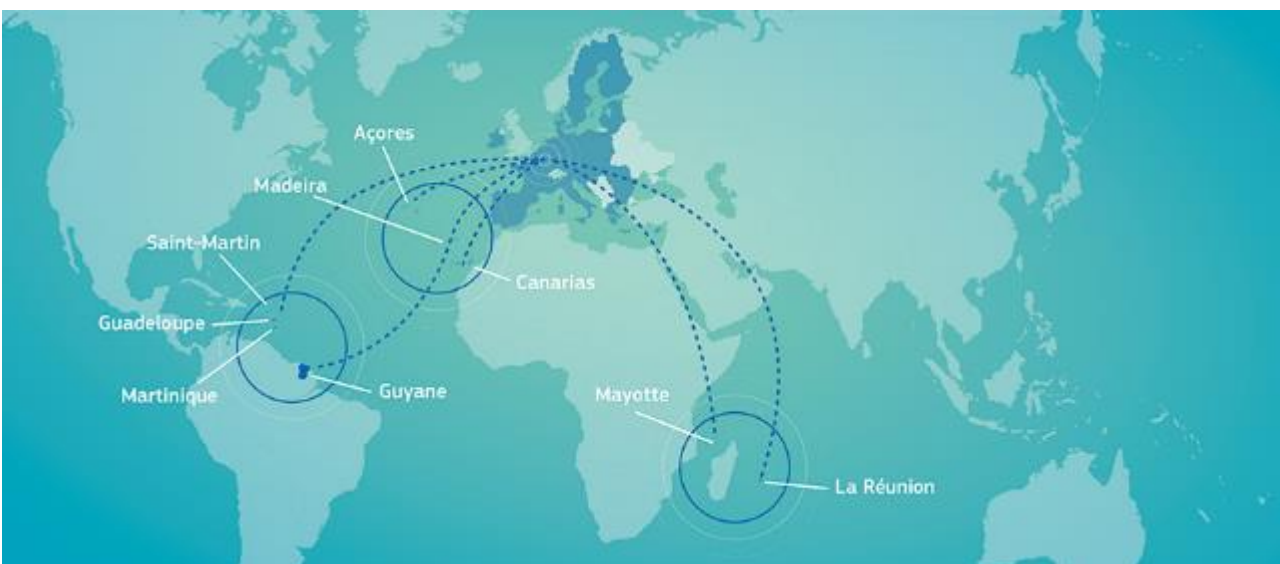 Açores
Madeira
Saint-Martin
Canarias
Guadeloupe
Martinique
Guyane
Mayotte
La Réunion